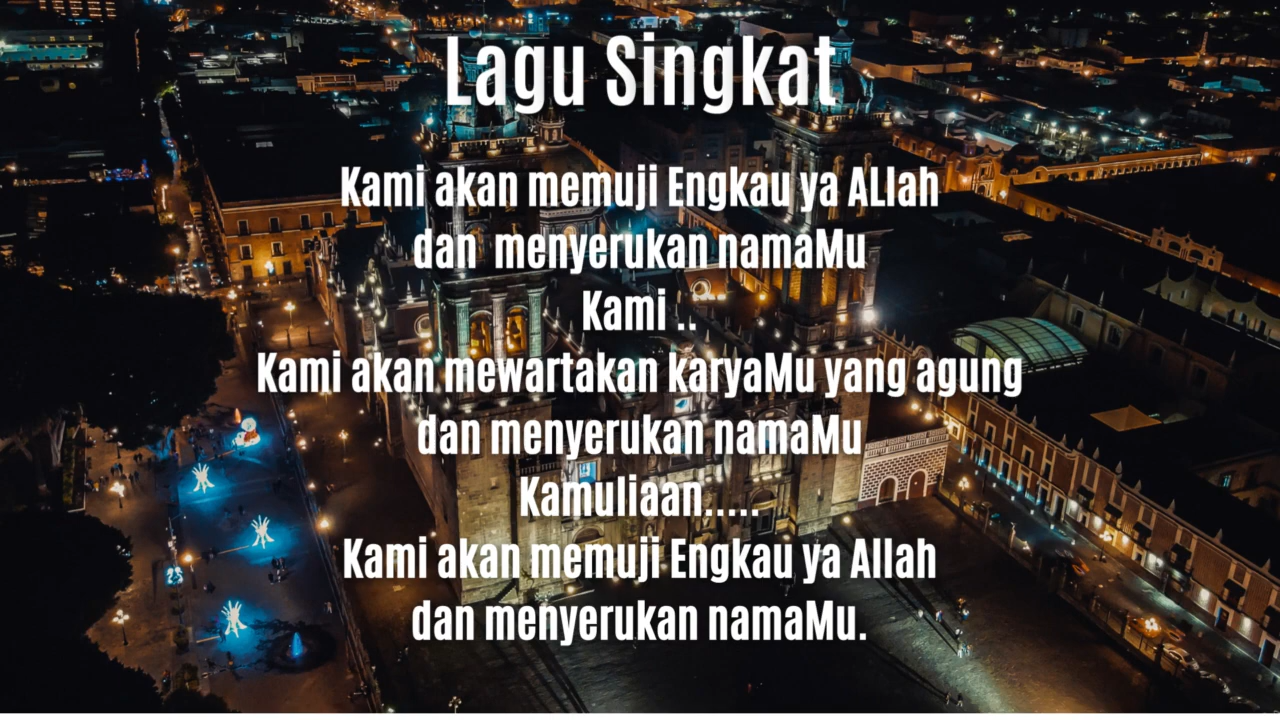 Lagu Singkat
Kami akan memuji Engkau ya ALlah
dan  menyerukan namaMu
Kami ..
Kami akan mewartakan karyaMu yang agung
dan menyerukan namaMu
Kamuliaan.....
Kami akan memuji Engkau ya Allah
dan menyerukan namaMu.